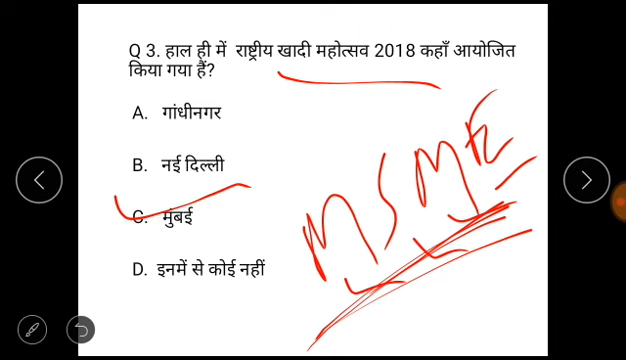 Q 3. हाल ही में राष्ट्रीय खादी महोत्सव 2018 कहाँ आयोजित
किया गया हैं?
A. गांधीनगर
B. नई दिल्ली
C. मुंबई
D. इनमें से कोई नहीं
MSME